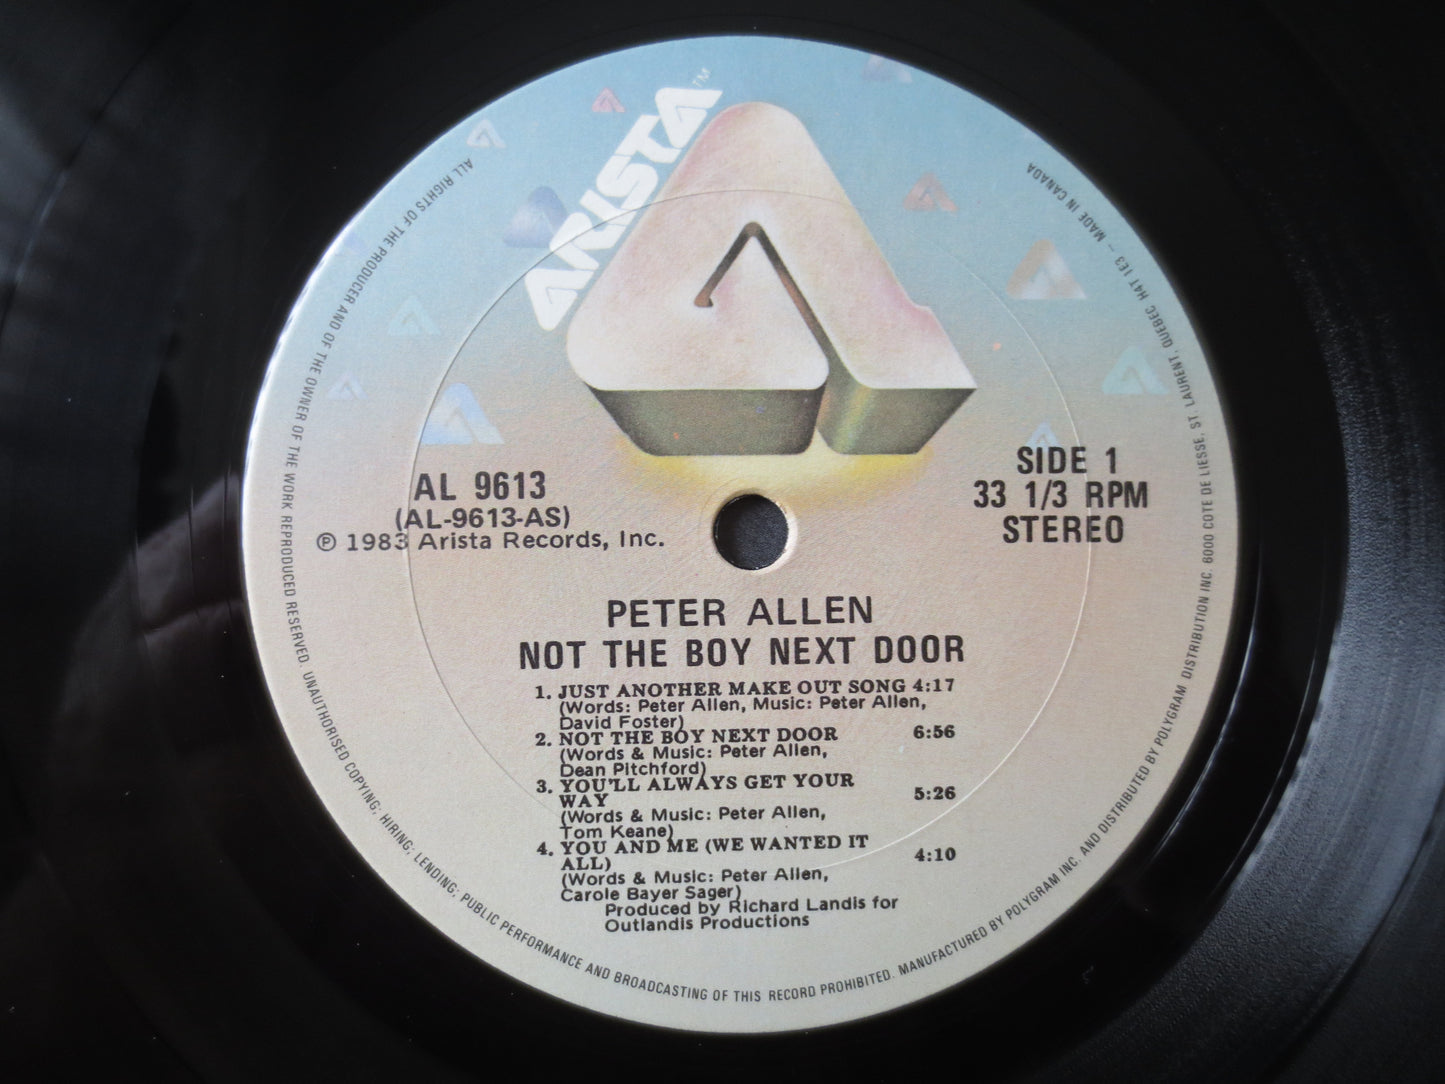 ARISTA™
AL 9613
(AL-9613-AS)
℗ 1983 Arista Records, Inc.
SIDE 1
33 1/3 RPM
STEREO
PETER ALLEN
NOT THE BOY NEXT DOOR
1. JUST ANOTHER MAKE OUT SONG 4:17
(Words: Peter Allen, Music: Peter Allen,
David Foster)
2. NOT THE BOY NEXT DOOR 6:56
(Words & Music: Peter Allen,
Dean Pitchford)
3. YOU'LL ALWAYS GET YOUR
WAY 5:26
(Words & Music: Peter Allen,
Tom Keane)
4. YOU AND ME (WE WANTED IT
ALL) 4:10
(Words & Music: Peter Allen,
Carole Bayer Sager)
Produced by Richard Landis for
Outlandis Productions
ALL RIGHTS OF THE PRODUCER AND OF THE OWNER OF THE WORK REPRODUCED RESERVED. UNAUTHORISED COPYING; HIRING; LENDING; PUBLIC PERFORMANCE AND BROADCASTING OF THIS RECORD PROHIBITED. MANUFACTURED BY POLYGRAM INC. AND DISTRIBUTED BY POLYGRAM DISTRIBUTION INC. 6000 COTE DE LIESSE, ST. LAURENT, QUEBEC H4T 1E3 – MADE IN CANADA